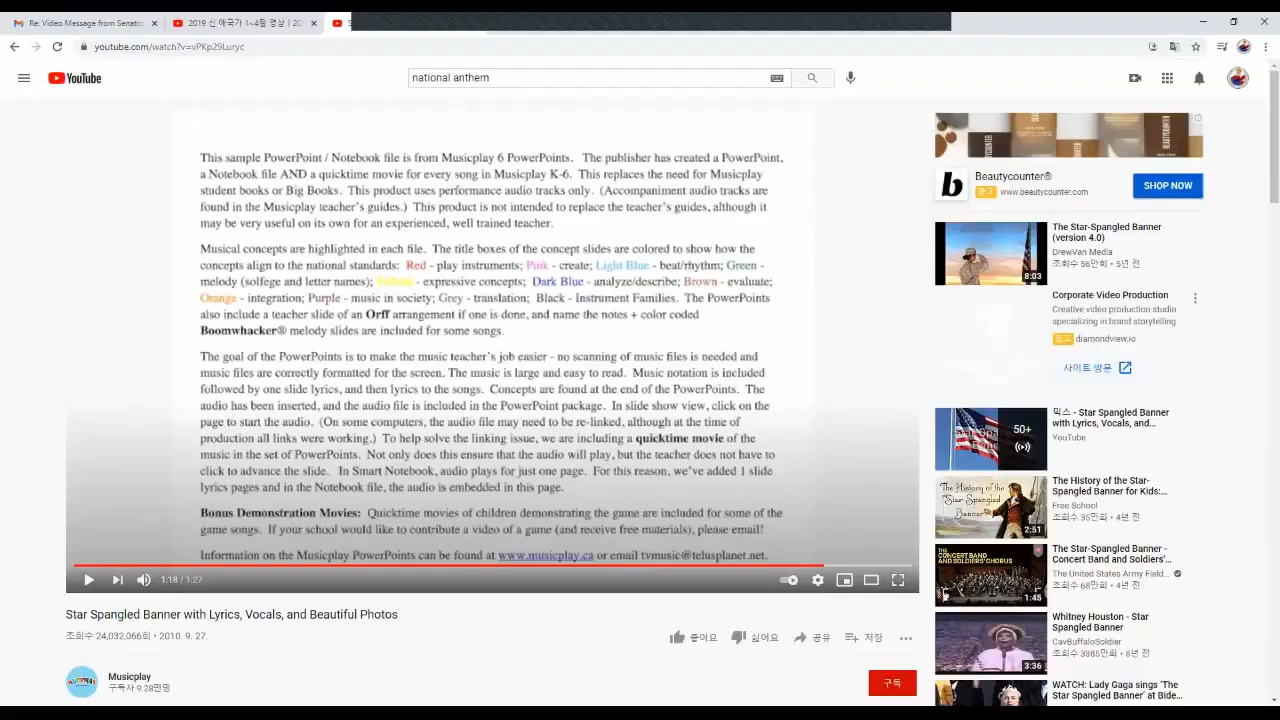 Re: Video Message from Senato
2019 신 애국가 1~4절 영상 | 20
youtube.com/watch?v=vPKp29Luryc
YouTube
national anthem
This sample PowerPoint / Notebook file is from Musicplay 6 PowerPoints. The publisher has created a PowerPoint,
a Notebook file AND a quicktime movie for every song in Musicplay K-6. This replaces the need for Musicplay
student books or Big Books. This product uses performance audio tracks only. (Accompaniment audio tracks are
found in the Musicplay teacher's guides.) This product is not intended to replace the teacher's guides, although it
may be very useful on its own for an experienced, well trained teacher.
Musical concepts are highlighted in each file. The title boxes of the concept slides are colored to show how the
concepts align to the national standards: Red - play instruments; Pink - create; Light Blue - beat/rhythm; Green -
melody (solfege and letter names); Yellow - expressive concepts; Dark Blue - analyze/describe; Brown - evaluate;
Orange - integration; Purple - music in society; Grey - translation; Black - Instrument Families. The PowerPoints
also include a teacher slide of an Orff arrangement if one is done, and name the notes + color coded
Boomwhacker® melody slides are included for some songs.
The goal of the PowerPoints is to make the music teacher's job easier - no scanning of music files is needed and
music files are correctly formatted for the screen. The music is large and easy to read. Music notation is included
followed by one slide lyrics, and then lyrics to the songs. Concepts are found at the end of the PowerPoints. The
audio has been inserted, and the audio file is included in the PowerPoint package. In slide show view, click on the
page to start the audio. (On some computers, the audio file may need to be re-linked, although at the time of
production all links were working.) To help solve the linking issue, we are including a quicktime movie of the
music in the set of PowerPoints. Not only does this ensure that the audio will play, but the teacher does not have to
click to advance the slide. In Smart Notebook, audio plays for just one page. For this reason, we've added 1 slide
lyrics pages and in the Notebook file, the audio is embedded in this page.
Bonus Demonstration Movies: Quicktime movies of children demonstrating the game are included for some of the
game songs. If your school would like to contribute a video of a game (and receive free materials), please email!
Information on the Musicplay PowerPoints can be found at www.musicplay.ca or email tvmusic@telusplanet.net.
1:18 / 1:27
Star Spangled Banner with Lyrics, Vocals, and Beautiful Photos
조회수 24,032,066회 • 2010. 9. 27.
좋아요 싫어요 공유 저장
Musicplay
구독자 9.28만명
구독
BEAUTYCOUNTER
b
Beautycounter®
광고 www.beautycounter.com
SHOP NOW
The Star-Spangled Banner
(version 4.0)
DrewVan Media
조회수 56만회 • 5년 전
8:03
Corporate Video Production
Creative video production studio
specializing in brand storytelling
광고 diamondview.io
사이트 방문
믹스 - Star Spangled Banner
with Lyrics, Vocals, and...
YouTube
50+
The History of the Star-
Spangled Banner for Kids:...
Free School
조회수 35만회 • 4년 전
The History of the
Star-Spangled
Banner
2:51
The Star-Spangled Banner -
Concert Band and Soldiers'...
The United States Army Field...
조회수 68만회 • 4년 전
THE
CONCERT BAND
AND SOLDIERS' CHORUS
1:45
Whitney Houston - Star
Spangled Banner
CavBuffaloSoldier
조회수 3385만회 • 8년 전
3:36
WATCH: Lady Gaga sings 'The
Star Spangled Banner' at Bide...